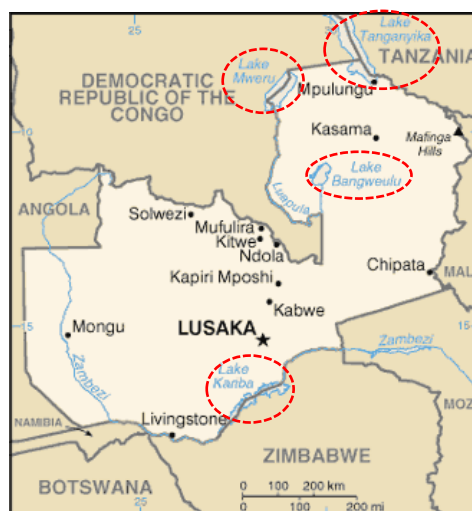 25
Lake
Tanganyika
TANZANIA
Lake
Mweru
DEMOCRATIC
REPUBLIC OF THE
CONGO
Mpulungu
10
Kasama
Mafinga
Hills
Lake
Bangweulu
Luapula
ANGOLA
Solwezi
Mufulira
Kitwe
Ndola
MAL
Chipata
Kapiri Mposhi
Kabwe
15
Mongu
LUSAKA
Zambezi
Zambezi
Lake
Kariba
MOZ
NAMIBIA
Livingstone
ZIMBABWE
BOTSWANA
0 100 200 km
0 100 200 mi
25